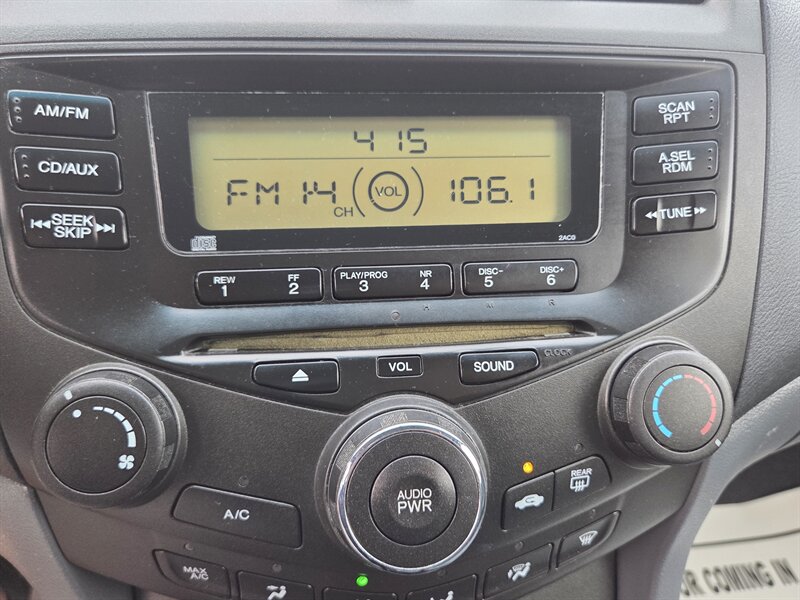 AM/FM
CD/AUX
SEEK
SKIP
415
FM 1-4 CH VOL 106.1
2AC0
SCAN
RPT
A.SEL
RDM
TUNE
REW FF PLAY/PROG NR DISC- DISC+
1 2 3 4 5 6
H M R
CLOCK
VOL
SOUND
AUDIO
PWR
A/C
REAR
MAX
A/C
OR COMING IN